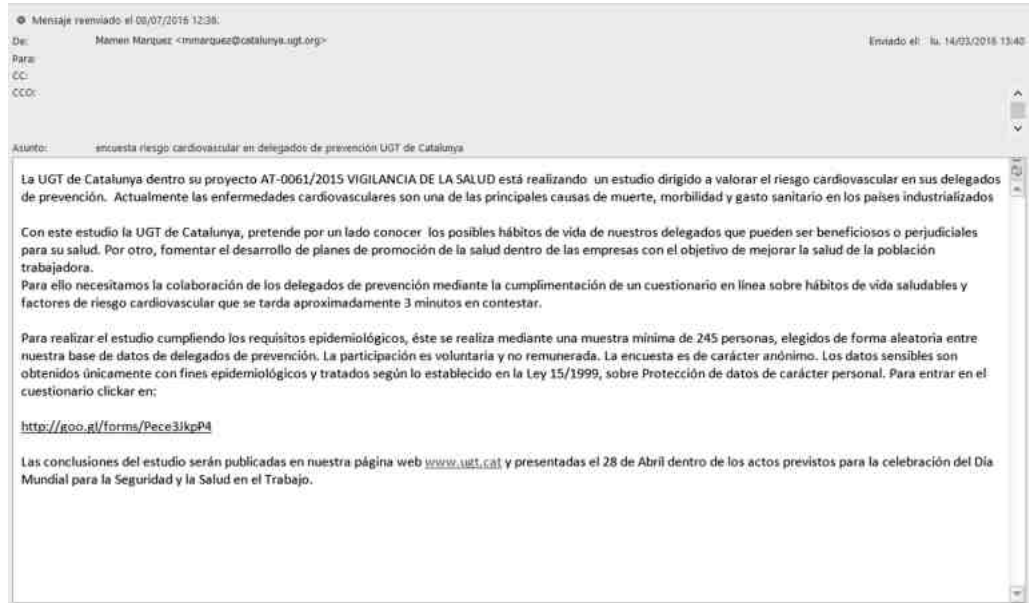 Mensaje reenviado el 08/07/2016 12:36.
De: Mamen Marquez <mmarquez@catalunya.ugt.org> Enviado el: lu. 14/03/2016 13:40
Para:
CC:
CCO:
Asunto: encuesta riesgo cardiovascular en delegados de prevención UGT de Catalunya
La UGT de Catalunya dentro su proyecto AT-0061/2015 VIGILANCIA DE LA SALUD está realizando un estudio dirigido a valorar el riesgo cardiovascular en sus delegados
de prevención. Actualmente las enfermedades cardiovasculares son una de las principales causas de muerte, morbilidad y gasto sanitario en los países industrializados
Con este estudio la UGT de Catalunya, pretende por un lado conocer los posibles hábitos de vida de nuestros delegados que pueden ser beneficiosos o perjudiciales
para su salud. Por otro, fomentar el desarrollo de planes de promoción de la salud dentro de las empresas con el objetivo de mejorar la salud de la población
trabajadora.
Para ello necesitamos la colaboración de los delegados de prevención mediante la cumplimentación de un cuestionario en línea sobre hábitos de vida saludables y
factores de riesgo cardiovascular que se tarda aproximadamente 3 minutos en contestar.
Para realizar el estudio cumpliendo los requisitos epidemiológicos, éste se realiza mediante una muestra mínima de 245 personas, elegidos de forma aleatoria entre
nuestra base de datos de delegados de prevención. La participación es voluntaria y no remunerada. La encuesta es de carácter anónimo. Los datos sensibles son
obtenidos únicamente con fines epidemiológicos y tratados según lo establecido en la Ley 15/1999, sobre Protección de datos de carácter personal. Para entrar en el
cuestionario clickar en:
http://goo.gl/forms/Pece3JkpP4
Las conclusiones del estudio serán publicadas en nuestra página web www.ugt.cat y presentadas el 28 de Abril dentro de los actos previstos para la celebración del Día
Mundial para la Seguridad y la Salud en el Trabajo.